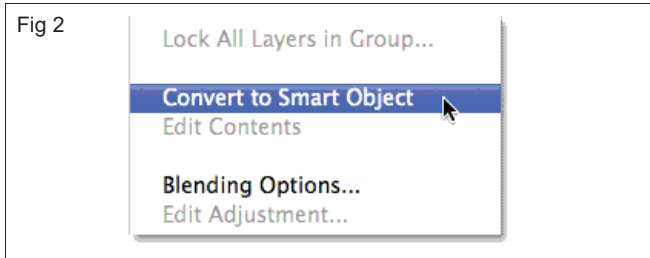 Fig 2
Lock All Layers in Group...
Convert to Smart Object
Edit Contents
Blending Options...
Edit Adjustment...